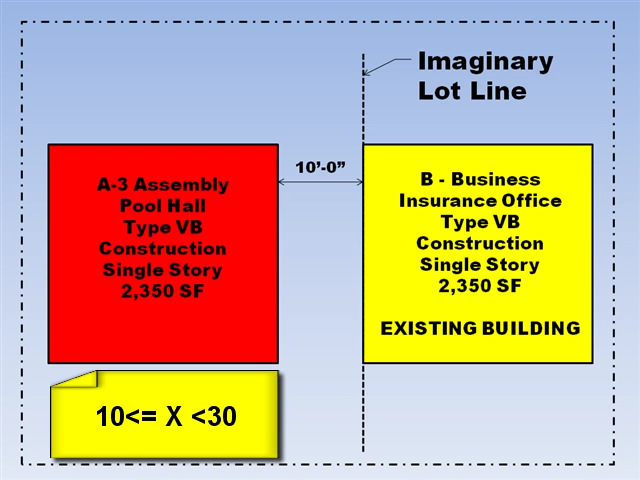 Imaginary
Lot Line
10’-0”
A-3 Assembly
Pool Hall
Type VB
Construction
Single Story
2,350 SF
B - Business
Insurance Office
Type VB
Construction
Single Story
2,350 SF
EXISTING BUILDING
10<= X <30